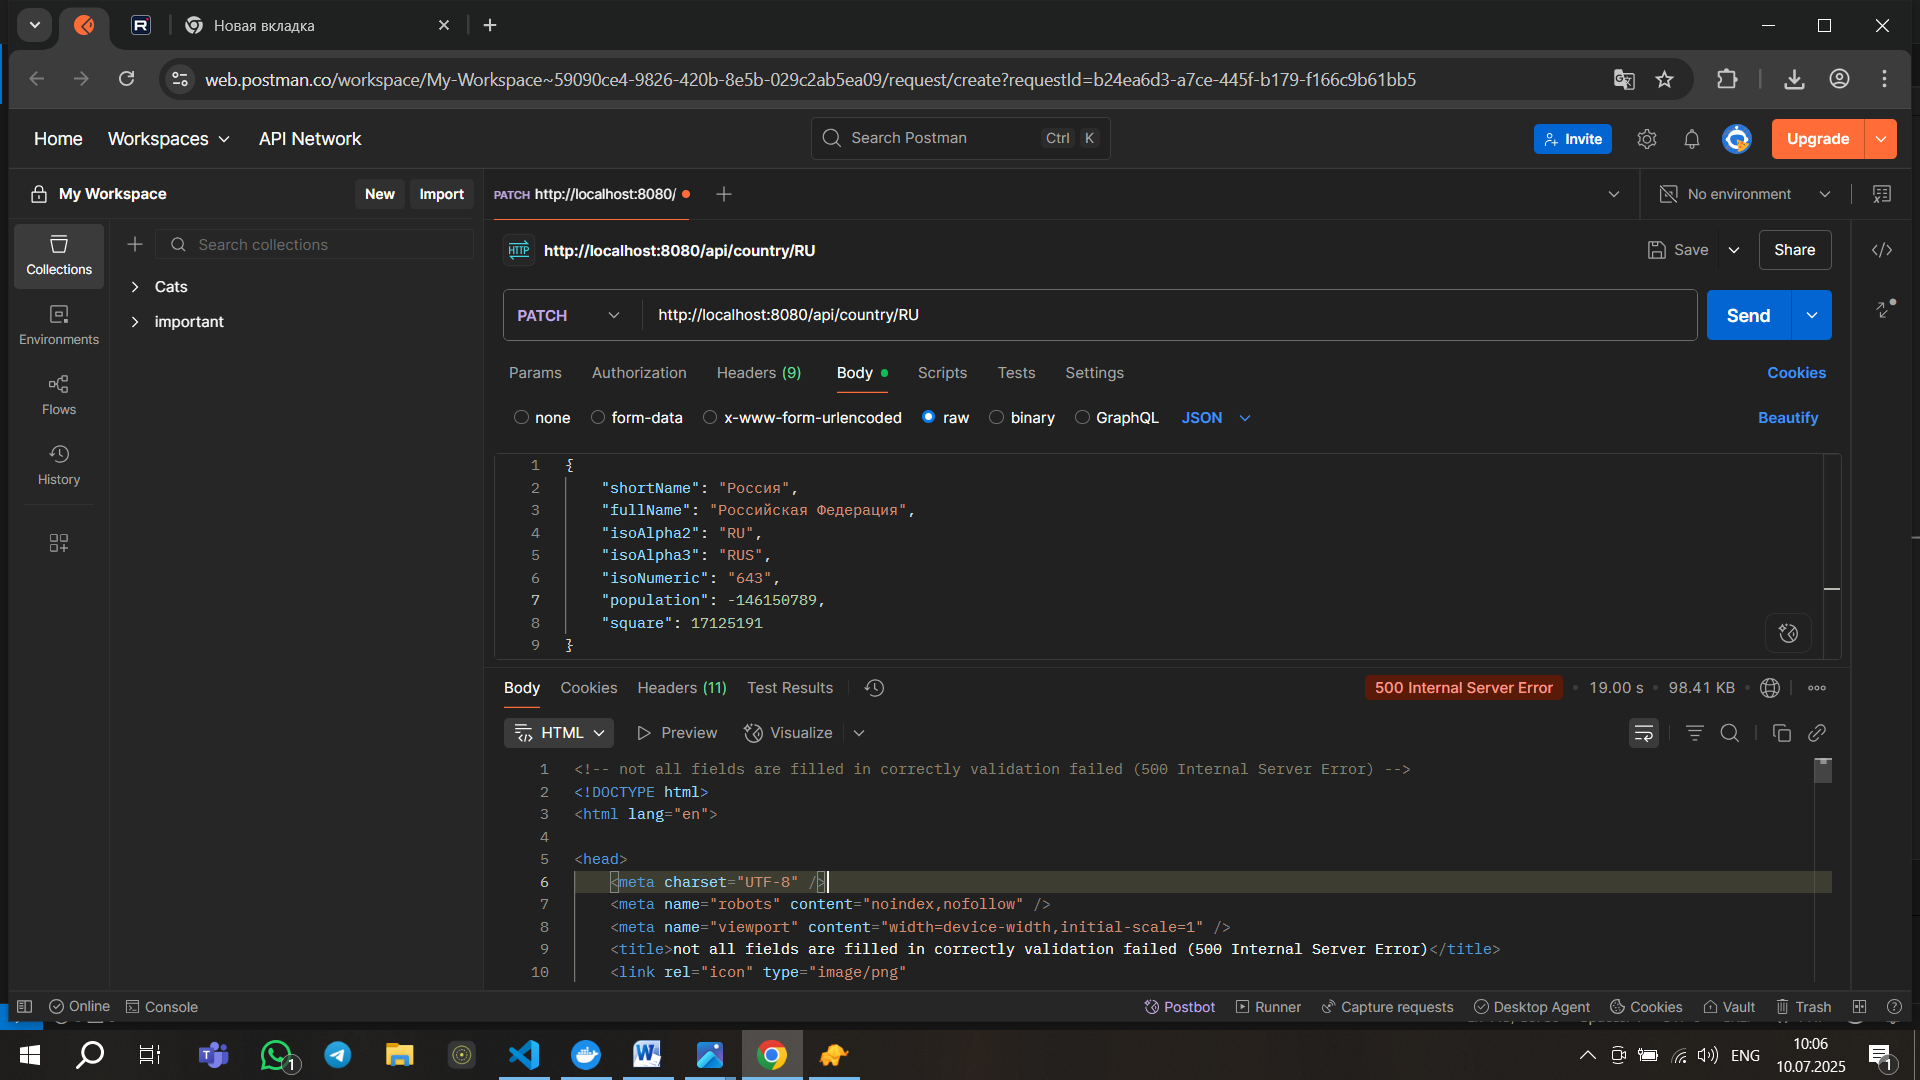 Новая вкладка
web.postman.co/workspace/My-Workspace~59090ce4-9826-420b-8e5b-029c2ab5ea09/request/create?requestId=b24ea6d3-a7ce-445f-b179-f166c9b61bb5
Home Workspaces API Network Search Postman Ctrl K Invite Upgrade
My Workspace New Import PATCH http://localhost:8080/ No environment
Collections
Search collections
Cats
important
Environments
Flows
History
HTTP http://localhost:8080/api/country/RU Save Share
PATCH http://localhost:8080/api/country/RU Send
Params Authorization Headers (9) Body Scripts Tests Settings Cookies
none form-data x-www-form-urlencoded raw binary GraphQL JSON Beautify
1 {
2 "shortName": "Россия",
3 "fullName": "Российская Федерация",
4 "isoAlpha2": "RU",
5 "isoAlpha3": "RUS",
6 "isoNumeric": "643",
7 "population": -146150789,
8 "square": 17125191
9 }
Body Cookies Headers (11) Test Results 500 Internal Server Error 19.00 s 98.41 KB
HTML Preview Visualize
1 <!-- not all fields are filled in correctly validation failed (500 Internal Server Error) -->
2 <!DOCTYPE html>
3 <html lang="en">
4
5 <head>
6 <meta charset="UTF-8" />
7 <meta name="robots" content="noindex,nofollow" />
8 <meta name="viewport" content="width=device-width,initial-scale=1" />
9 <title>not all fields are filled in correctly validation failed (500 Internal Server Error)</title>
10 <link rel="icon" type="image/png"
Online Console Postbot Runner Capture requests Desktop Agent Cookies Vault Trash
1 ENG 10:06 1
10.07.2025